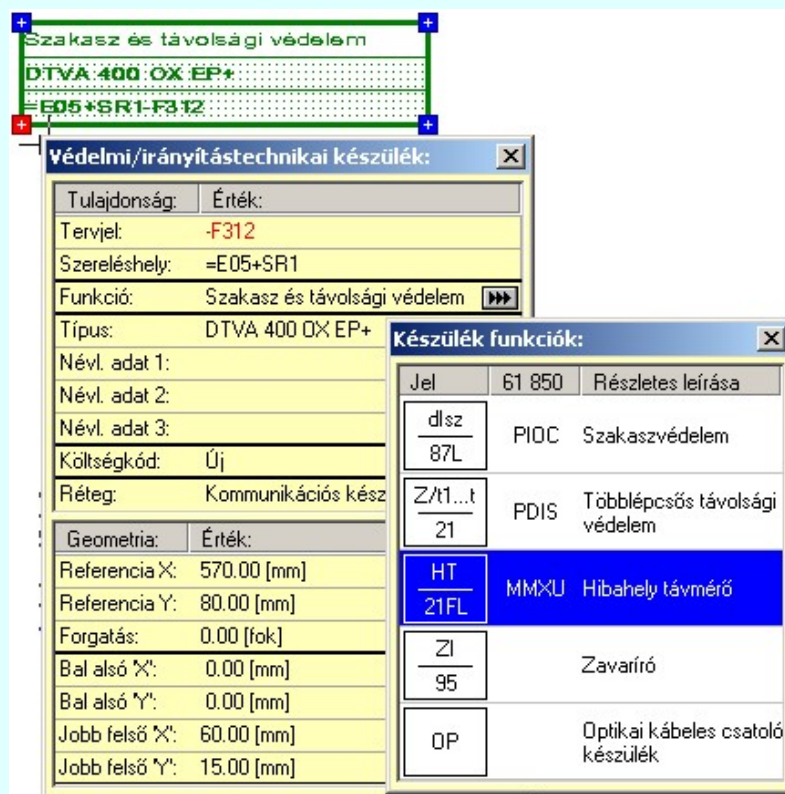 Szakasz és távolsági védelem
DTVA 400 OX EP+
=E05+SR1-F312
Védelmi/irányítástechnikai készülék:
Tulajdonság: Érték:
Tervjel: -F312
Szereléshely: =E05+SR1
Funkció: Szakasz és távolsági védelem
Típus: DTVA 400 OX EP+
Névl. adat 1:
Névl. adat 2:
Névl. adat 3:
Költségkód: Új
Réteg: Kommunikációs kész
Geometria: Érték:
Referencia X: 570.00 [mm]
Referencia Y: 80.00 [mm]
Forgatás: 0.00 [fok]
Bal alsó 'X': 0.00 [mm]
Bal alsó 'Y': 0.00 [mm]
Jobb felső 'X': 60.00 [mm]
Jobb felső 'Y': 15.00 [mm]
Készülék funkciók:
Jel 61 850 Részletes leírása
dIsz
87L
PIOC Szakaszvédelem
Z/t1...t
21
PDIS Többlépcsős távolsági
védelem
HT
21FL
MMXU Hibahely távmérő
ZI
95
Zavaríró
OP
Optikai kábeles csatoló
készülék